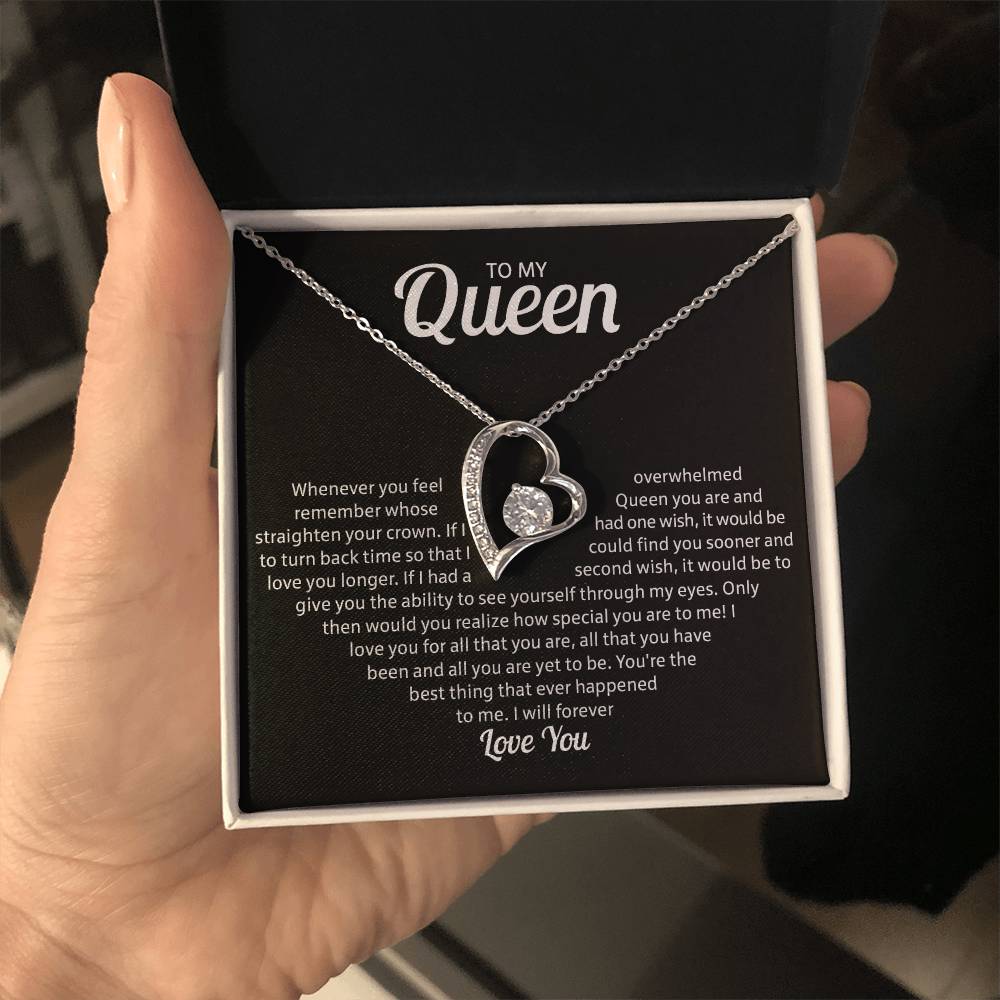 TO MY
Queen
Whenever you feel overwhelmed
remember whose Queen you are and
straighten your crown. If I had one wish, it would be
to turn back time so that I could find you sooner and
love you longer. If I had a second wish, it would be to
give you the ability to see yourself through my eyes. Only
then would you realize how special you are to me! I
love you for all that you are, all that you have
been and all you are yet to be. You're the
best thing that ever happened
to me. I will forever
Love You